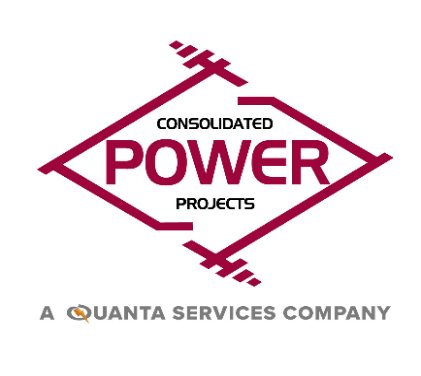 CONSOLIDATED
POWER
PROJECTS
A QUANTA SERVICES COMPANY